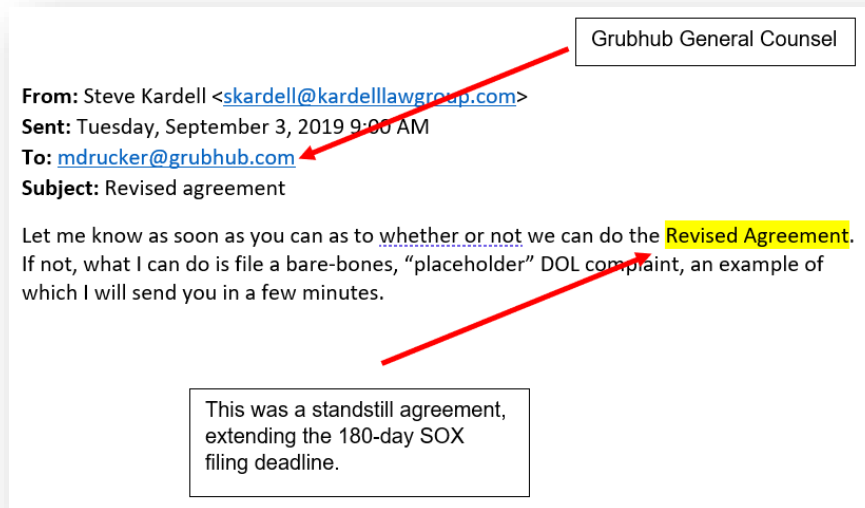 Grubhub General Counsel
From: Steve Kardell <skardell@kardelllawgroup.com>
Sent: Tuesday, September 3, 2019 9:00 AM
To: mdrucker@grubhub.com
Subject: Revised agreement
Let me know as soon as you can as to whether or not we can do the Revised Agreement.
If not, what I can do is file a bare-bones, “placeholder” DOL complaint, an example of
which I will send you in a few minutes.
This was a standstill agreement,
extending the 180-day SOX
filing deadline.